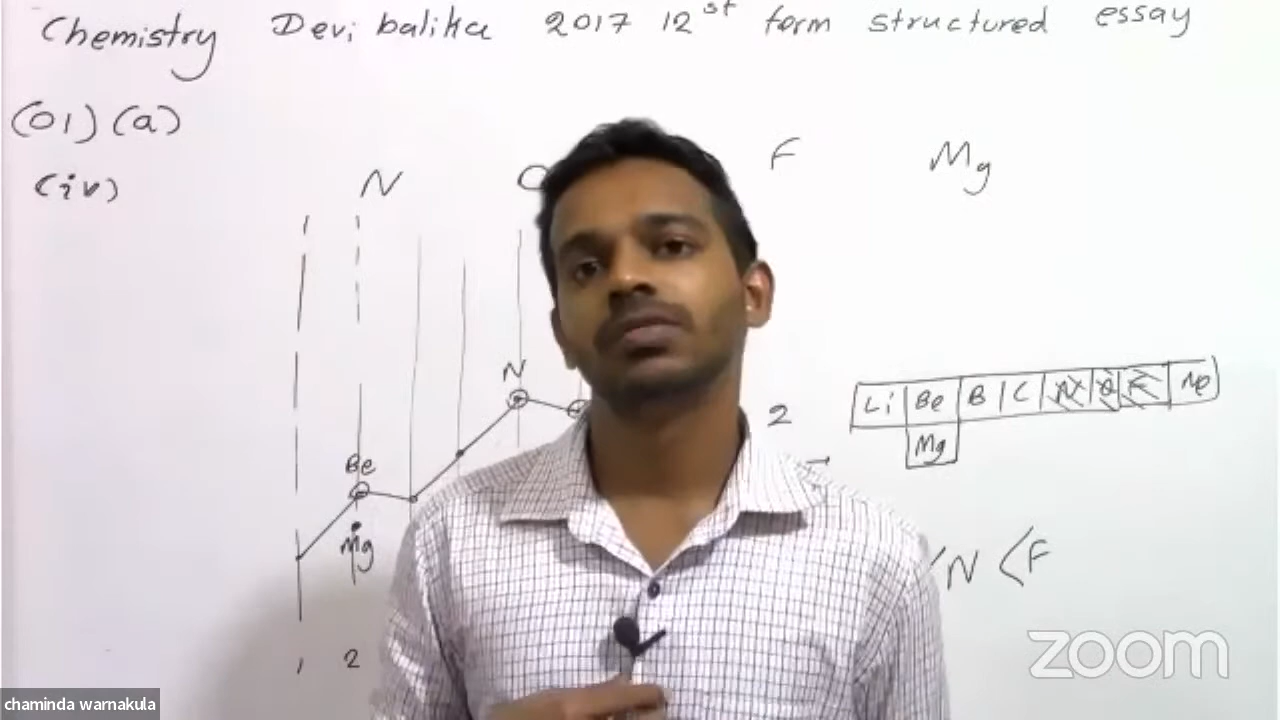 Chemistry Devi balika 2017 12st form structured essay
(01) (a)
(iv) N O F Mg
N
Be
Mg
1 2
2
Li Be B C N O F Ne
Mg
< N < F
zoom
chaminda warnakula